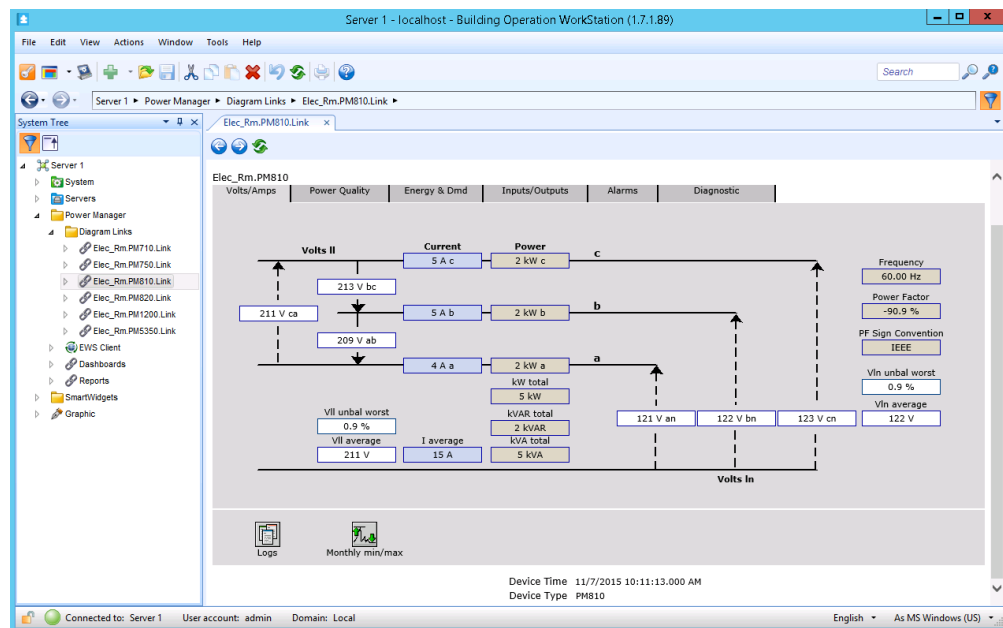 Server 1 - localhost - Building Operation WorkStation (1.7.1.89)
File Edit View Actions Window Tools Help
Search
Server 1 Power Manager Diagram Links Elec_Rm.PM810.Link
System Tree
Elec_Rm.PM810.Link
Server 1
System
Servers
Power Manager
Diagram Links
Elec_Rm.PM710.Link
Elec_Rm.PM750.Link
Elec_Rm.PM810.Link
Elec_Rm.PM820.Link
Elec_Rm.PM1200.Link
Elec_Rm.PM5350.Link
EWS Client
Dashboards
Reports
SmartWidgets
Graphic
Elec_Rm.PM810
Volts/Amps Power Quality Energy & Dmd Inputs/Outputs Alarms Diagnostic
Volts ll Current Power
5 A c 2 kW c c
213 V bc
211 V ca 5 A b 2 kW b b
209 V ab
4 A a 2 kW a a
kW total
5 kW
Vll unbal worst kVAR total
0.9 % 2 kVAR
Vll average I average kVA total
211 V 15 A 5 kVA
121 V an 122 V bn 123 V cn
Volts ln
Frequency
60.00 Hz
Power Factor
-90.9 %
PF Sign Convention
IEEE
Vln unbal worst
0.9 %
Vln average
122 V
Logs Monthly min/max
Device Time 11/7/2015 10:11:13.000 AM
Device Type PM810
Connected to: Server 1 User account: admin Domain: Local English As MS Windows (US)